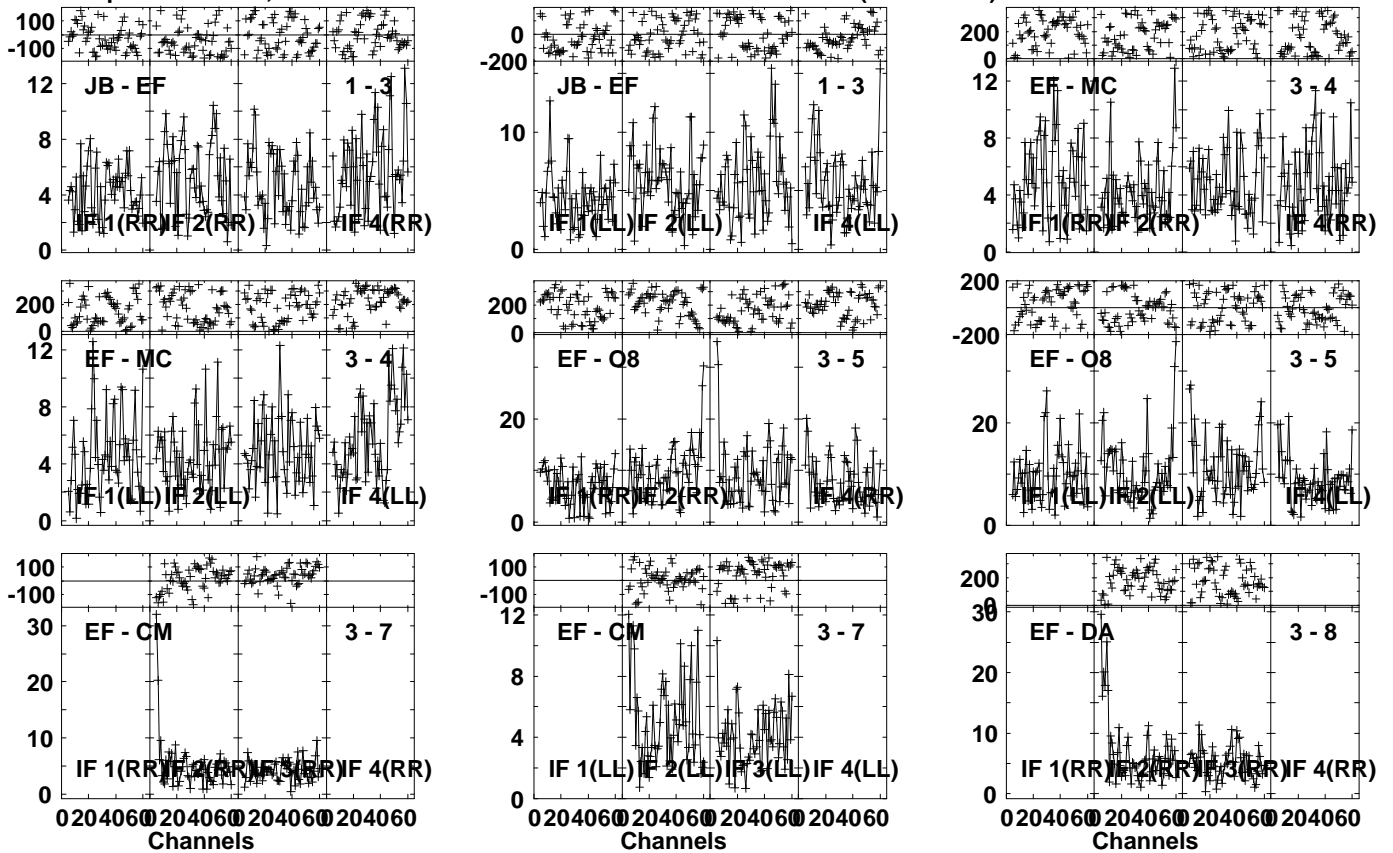 100
-100
12
8
4
0
JB - EF
1 - 3
IF 1(RR)
IF 2(RR)
IF 4(RR)
0
-200
10
0
JB - EF
1 - 3
IF 1(LL)
IF 2(LL)
IF 4(LL)
200
0
12
8
4
0
EF - MC
3 - 4
IF 1(RR)
IF 2(RR)
IF 4(RR)
200
0
12
8
4
0
EF - MC
3 - 4
IF 1(LL)
IF 2(LL)
IF 4(LL)
200
0
20
0
EF - O8
3 - 5
IF 1(RR)
IF 2(RR)
IF 4(RR)
200
-200
20
0
EF - O8
3 - 5
IF 1(LL)
IF 2(LL)
IF 4(LL)
100
-100
30
20
10
0
EF - CM
3 - 7
IF 1(RR)
IF 2(RR)
IF 3(RR)
IF 4(RR)
0 20 40 60 0 20 40 60 0 20 40 60 0 20 40 60
Channels
100
-100
12
8
4
0
EF - CM
3 - 7
IF 1(LL)
IF 2(LL)
IF 3(LL)
IF 4(LL)
0 20 40 60 0 20 40 60 0 20 40 60 0 20 40 60
Channels
200
0
30
20
10
0
EF - DA
3 - 8
IF 1(RR)
IF 2(RR)
IF 3(RR)
IF 4(RR)
0 20 40 60 0 20 40 60 0 20 40 60 0 20 40 60
Channels